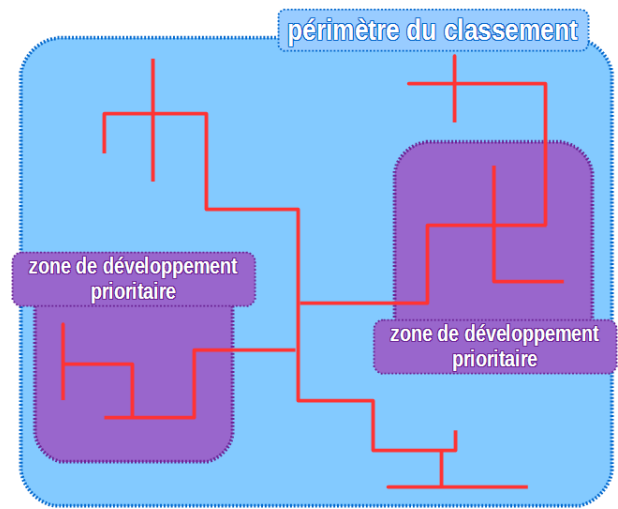 périmètre du classement
zone de développement
prioritaire
zone de développement
prioritaire